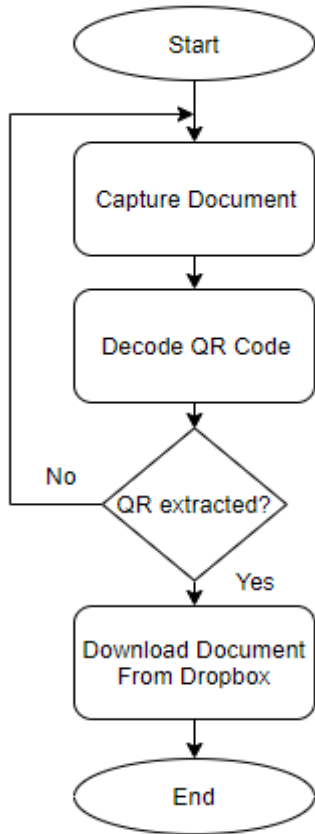 Start
Capture Document
Decode QR Code
No
QR extracted?
Yes
Download Document
From Dropbox
End